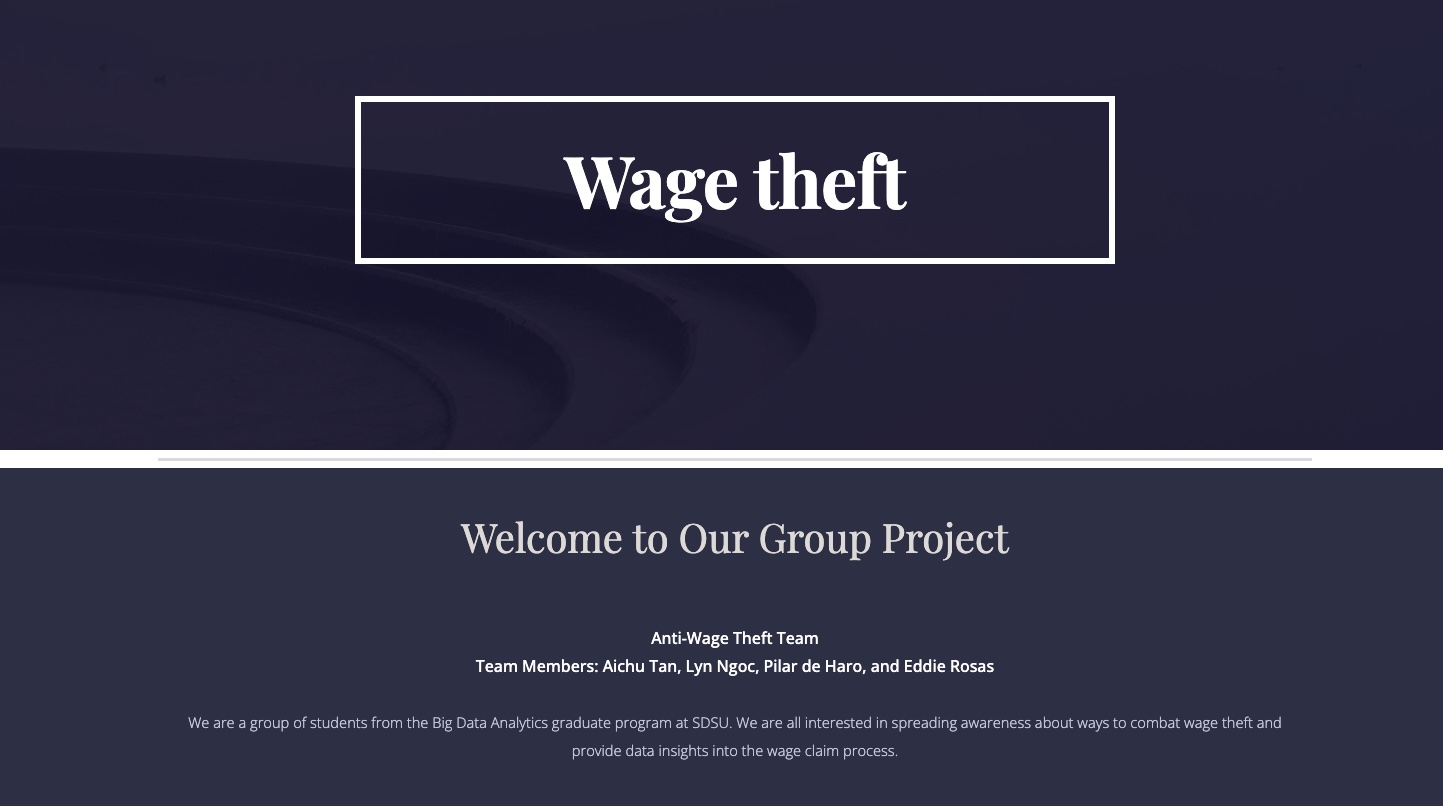 Wage theft
Welcome to Our Group Project
Anti-Wage Theft Team
Team Members: Aichu Tan, Lyn Ngoc, Pilar de Haro, and Eddie Rosas
We are a group of students from the Big Data Analytics graduate program at SDSU. We are all interested in spreading awareness about ways to combat wage theft and
provide data insights into the wage claim process.